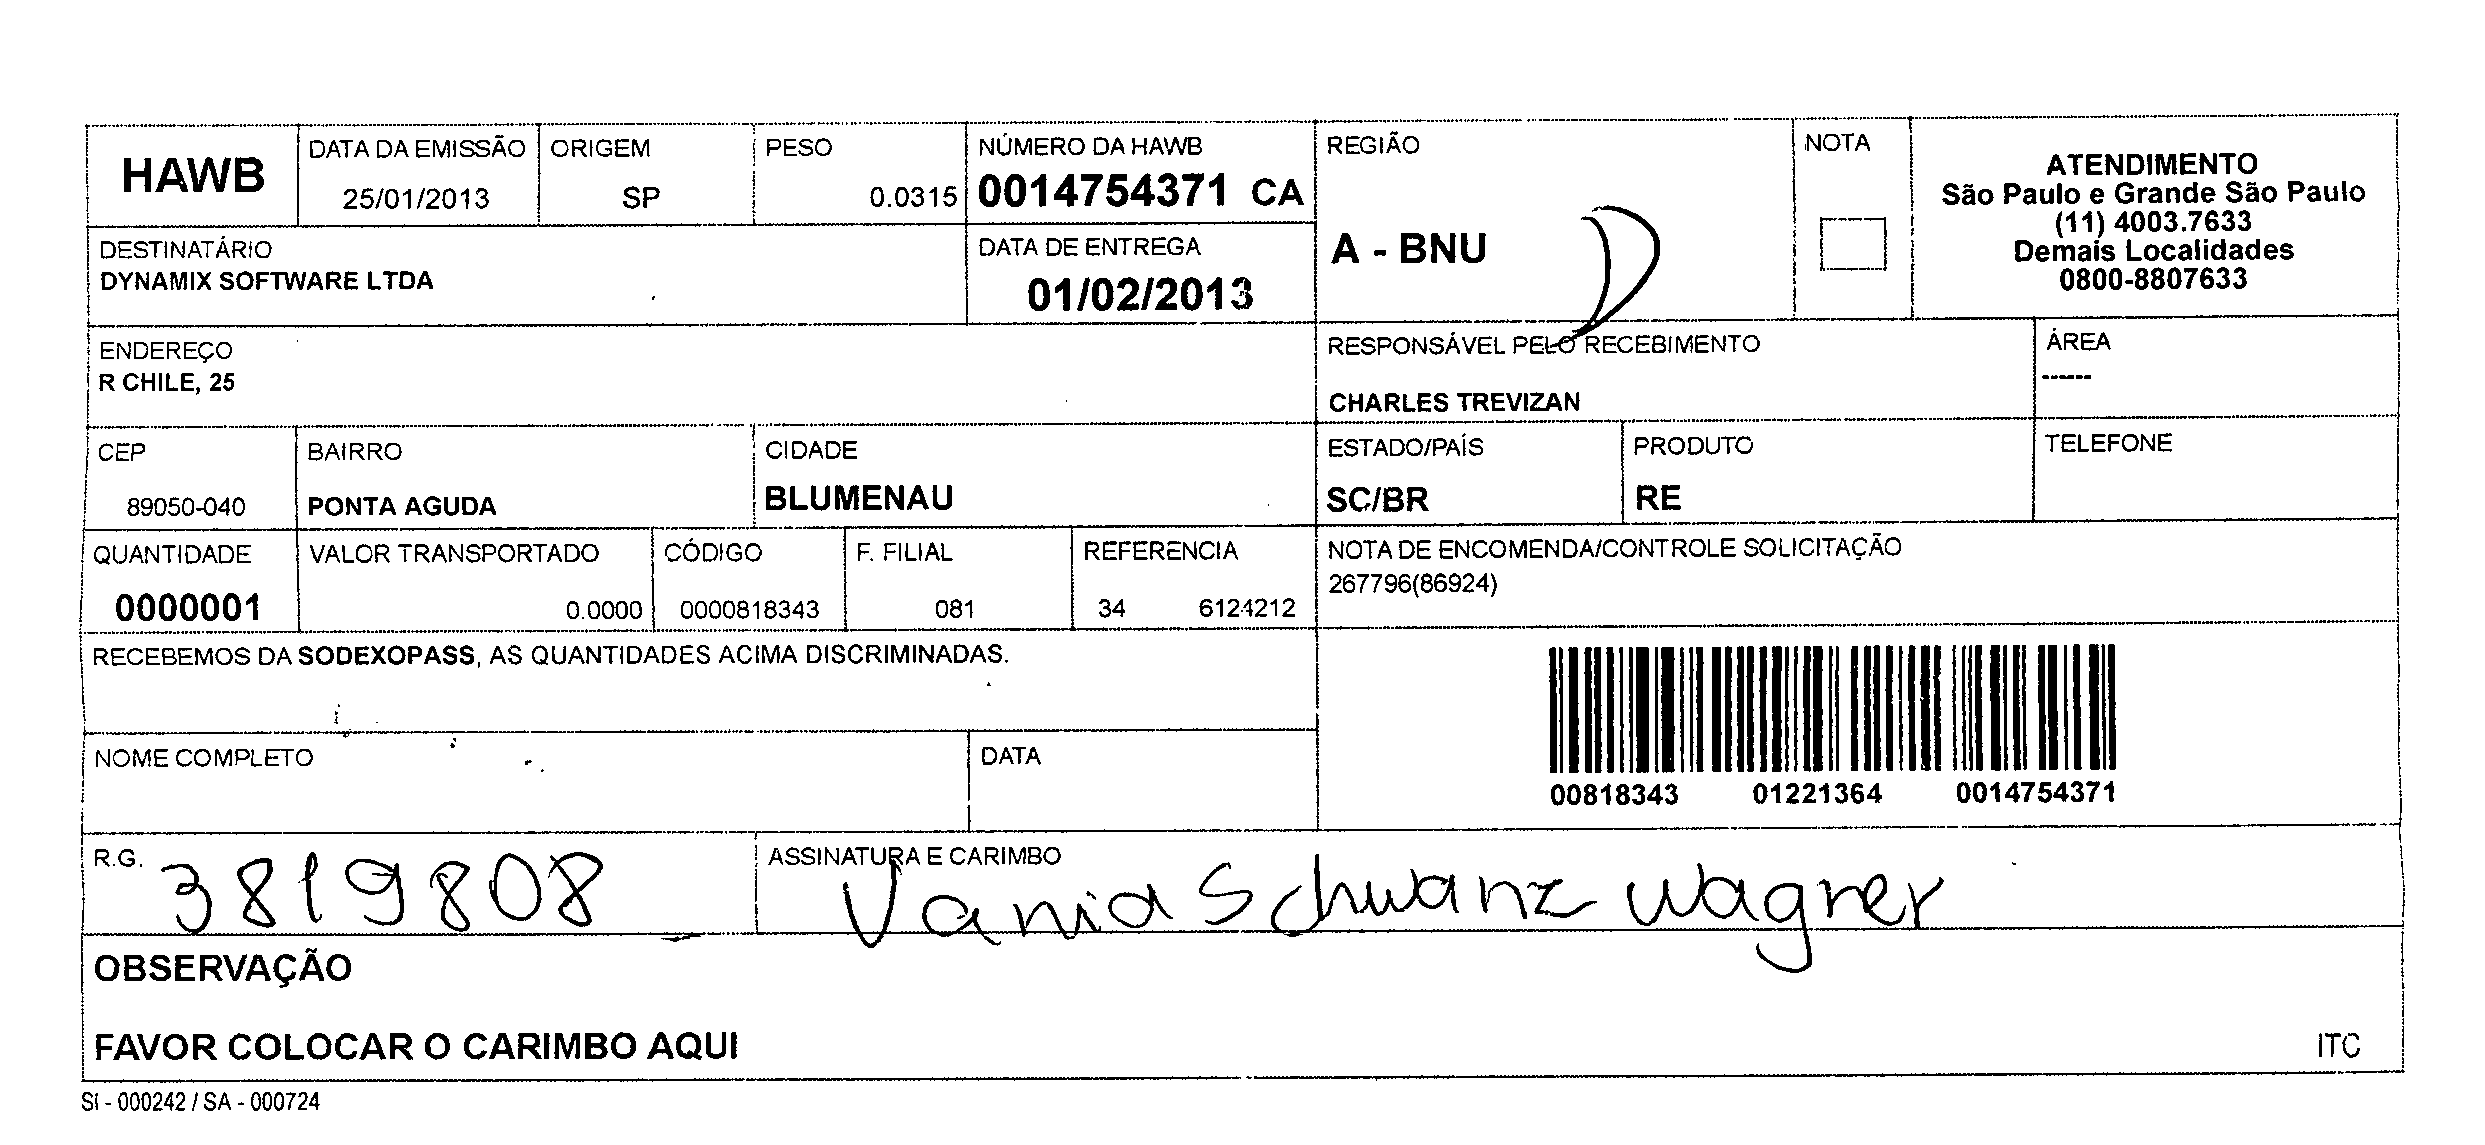 HAWB
DATA DA EMISSÃO
25/01/2013
ORIGEM
SP
PESO
0.0315
NÚMERO DA HAWB
0014754371 CA
REGIÃO
A - BNU
NOTA
ATENDIMENTO
São Paulo e Grande São Paulo
(11) 4003.7633
Demais Localidades
0800-8807633
DESTINATÁRIO
DYNAMIX SOFTWARE LTDA
DATA DE ENTREGA
01/02/2013
ENDEREÇO
R CHILE, 25
RESPONSÁVEL PELO RECEBIMENTO
CHARLES TREVIZAN
ÁREA
------
CEP
89050-040
BAIRRO
PONTA AGUDA
CIDADE
BLUMENAU
ESTADO/PAÍS
SC/BR
PRODUTO
RE
TELEFONE
QUANTIDADE
0000001
VALOR TRANSPORTADO
0.0000
CÓDIGO
0000818343
F. FILIAL
081
REFERENCIA
34 6124212
NOTA DE ENCOMENDA/CONTROLE SOLICITAÇÃO
267796(86924)
RECEBEMOS DA SODEXOPASS, AS QUANTIDADES ACIMA DISCRIMINADAS.
00818343 01221364 0014754371
NOME COMPLETO
DATA
R.G.
3819808
ASSINATURA E CARIMBO
Vania Schwanz Wagner
OBSERVAÇÃO
FAVOR COLOCAR O CARIMBO AQUI
ITC
SI - 000242 / SA - 000724